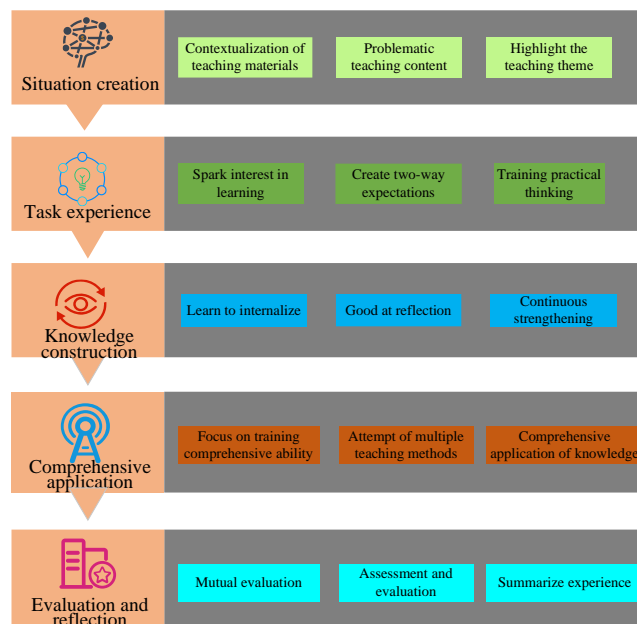 Situation creation
Contextualization of
teaching materials
Problematic
teaching content
Highlight the
teaching theme
Task experience
Spark interest in
learning
Create two-way
expectations
Training practical
thinking
Knowledge
construction
Learn to internalize
Good at reflection
Continuous
strengthening
Comprehensive
application
Focus on training
comprehensive ability
Attempt of multiple
teaching methods
Comprehensive
application of knowledge
Evaluation and
reflection
Mutual evaluation
Assessment and
evaluation
Summarize experience